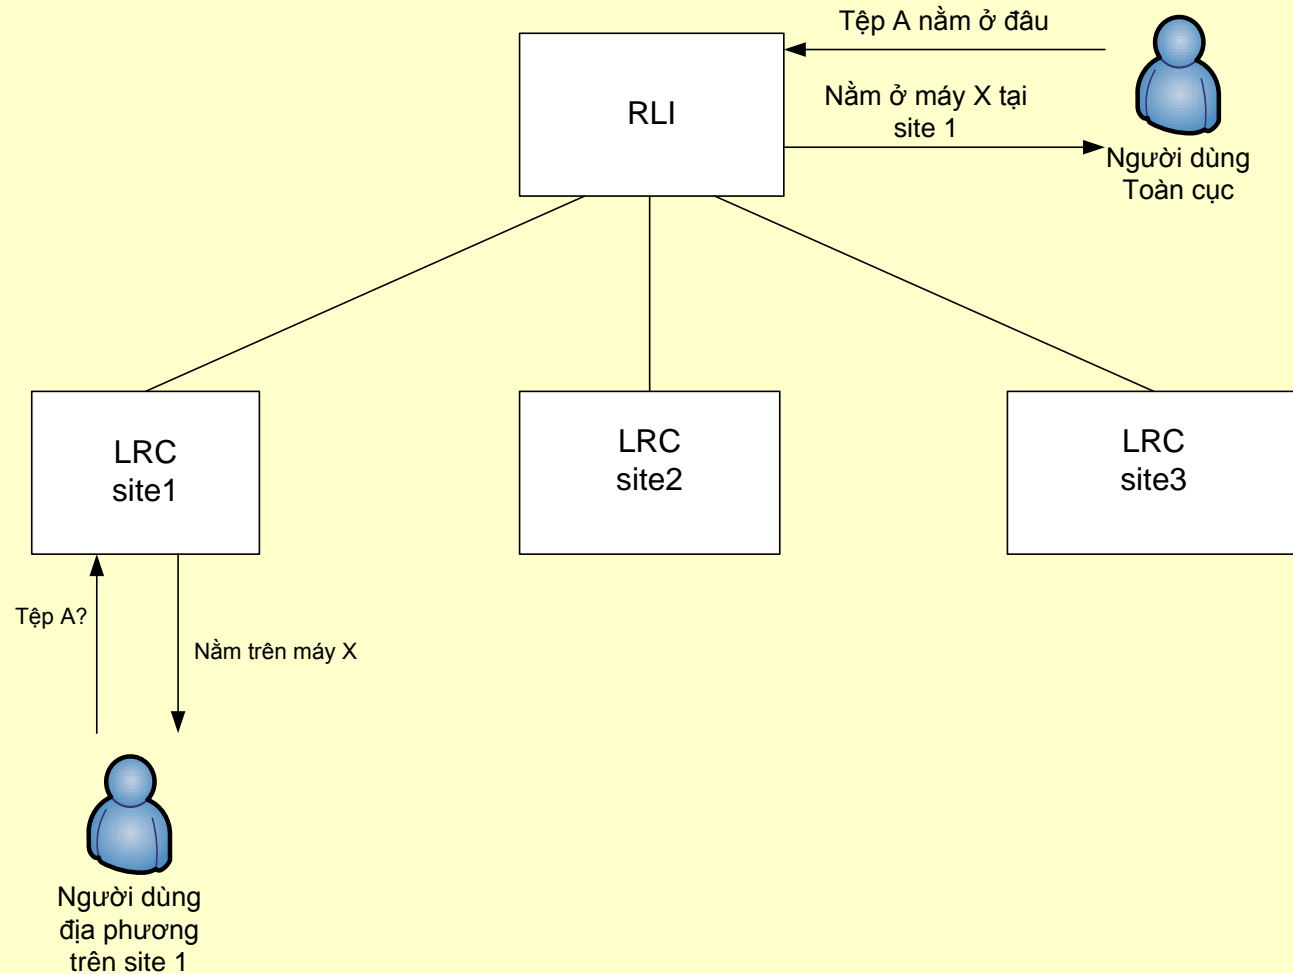 Tệp A nằm ở đâu
RLI
Nằm ở máy X tại
site 1
Người dùng
Toàn cục
LRC
site1
LRC
site2
LRC
site3
Tệp A?
Nằm trên máy X
Người dùng
địa phương
trên site 1